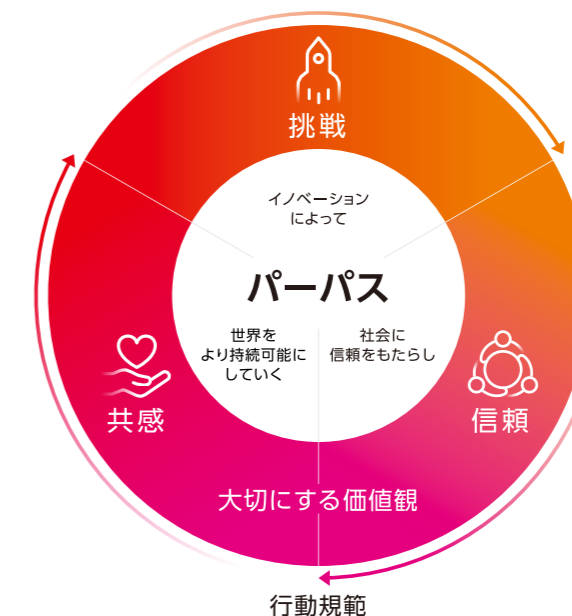 挑戦
イノベーション
によって
パーパス
世界を
より持続可能に
していく
社会に
信頼をもたらし
共感
信頼
大切にする価値観
行動規範